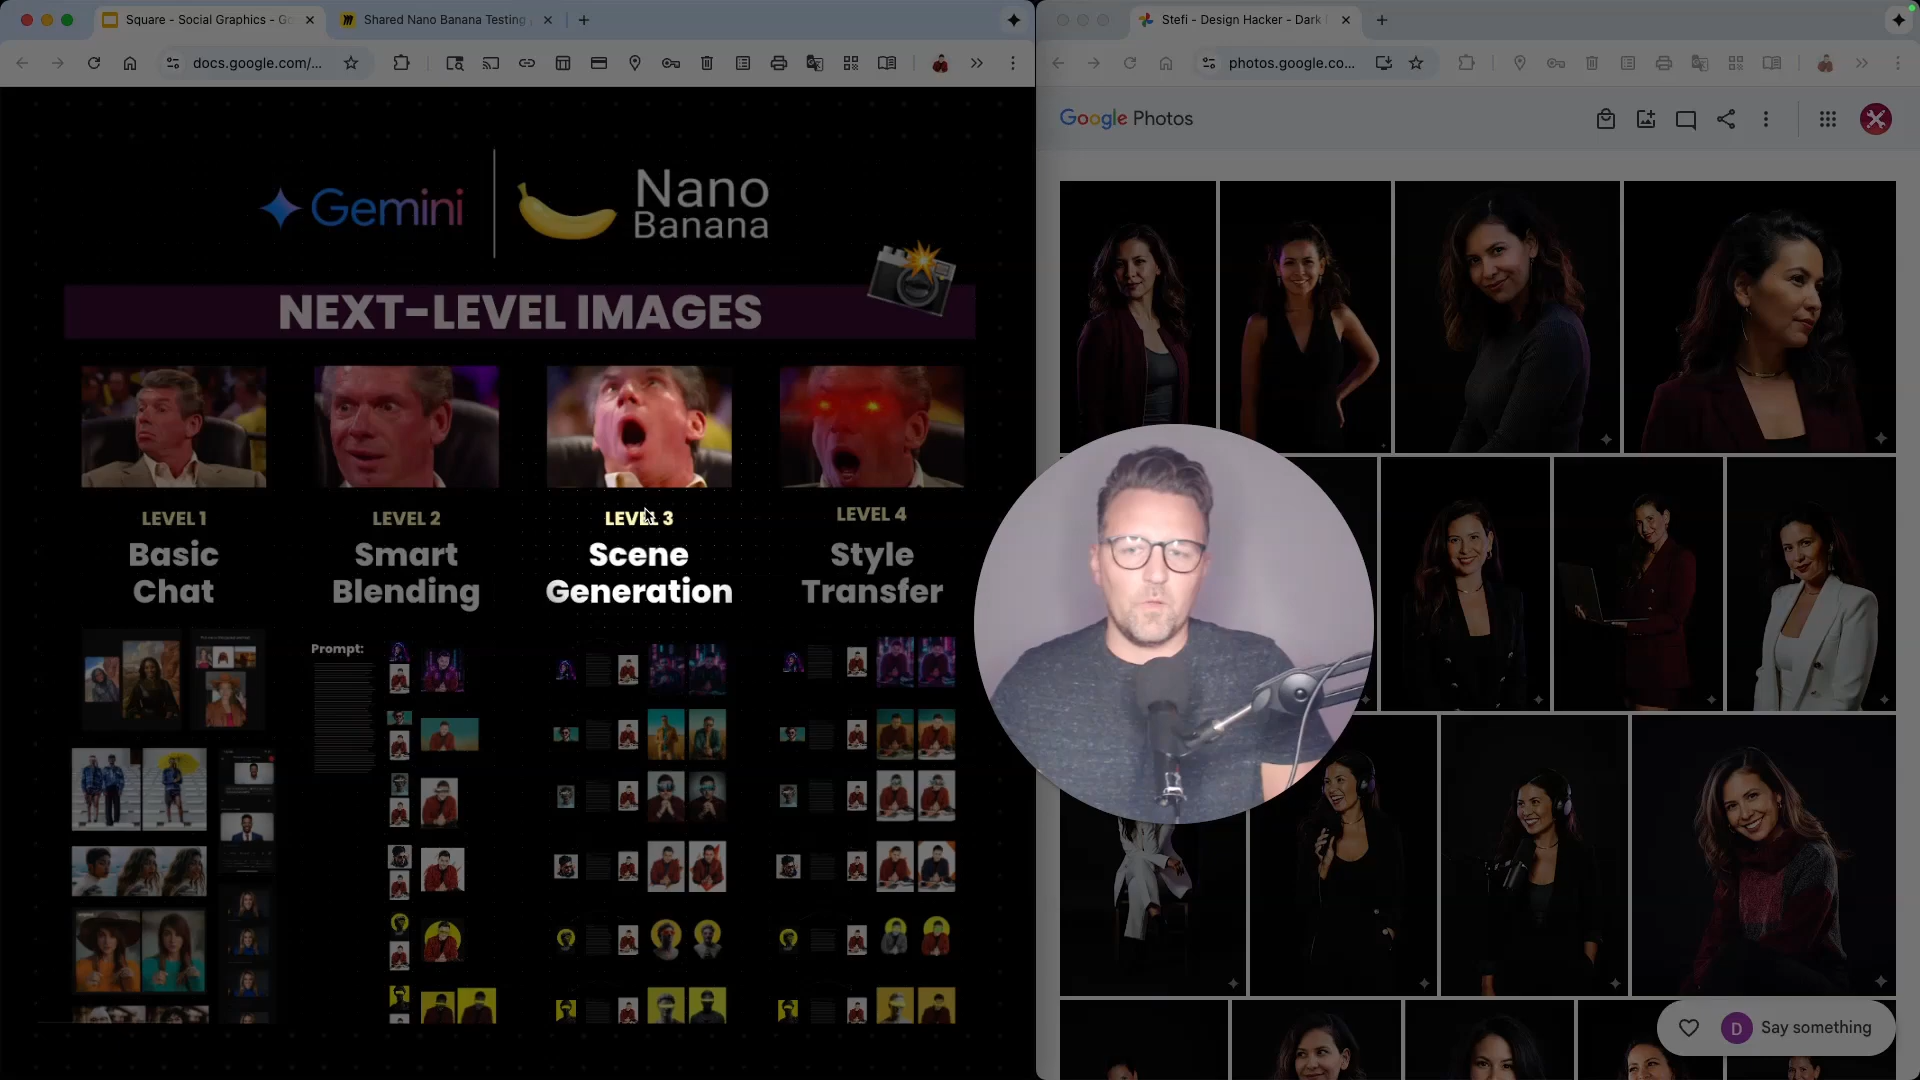 Square - Social Graphics - Go
Shared Nano Banana Testing
docs.google.com/...
Gemini
Nano
Banana
NEXT-LEVEL IMAGES
LEVEL 1
Basic
Chat
LEVEL 2
Smart
Blending
LEVEL 3
Scene
Generation
LEVEL 4
Style
Transfer
Prompt:
Stefi - Design Hacker - Dark
photos.google.co...
Google Photos
D
Say something